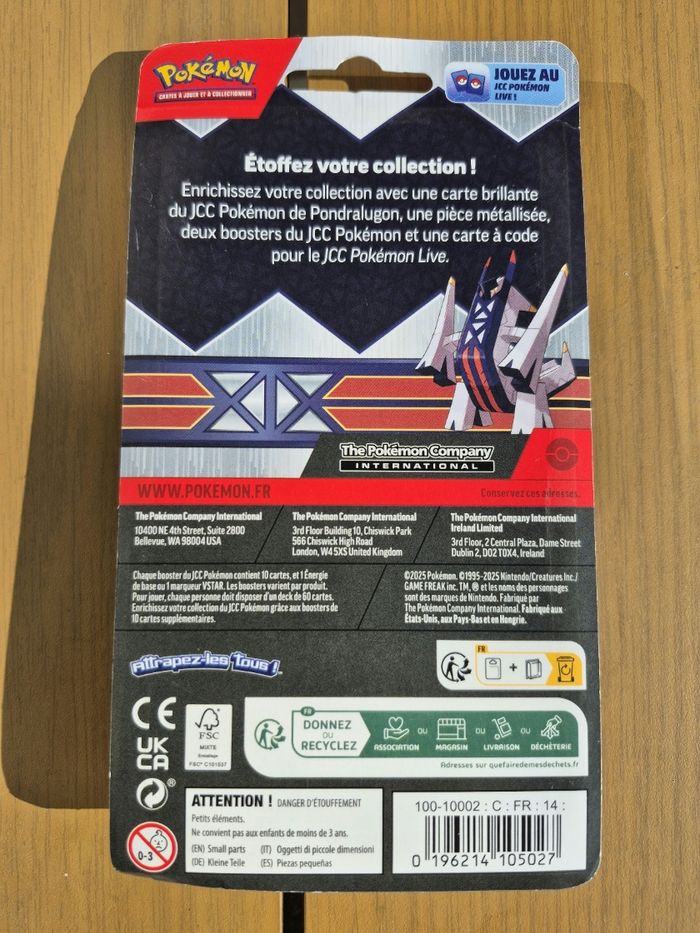 POKéMON
CARTES À JOUER ET À COLLECTIONNER
JOUEZ AU
JCC POKÉMON
LIVE !
Étoffez votre collection !
Enrichissez votre collection avec une carte brillante
du JCC Pokémon de Pondralugon, une pièce métallisée,
deux boosters du JCC Pokémon et une carte à code
pour le JCC Pokémon Live.
The Pokémon Company
INTERNATIONAL
WWW.POKEMON.FR
Conservez ces adresses.
The Pokémon Company International
10400 NE 4th Street, Suite 2800
Bellevue, WA 98004 USA
The Pokémon Company International
3rd Floor Building 10, Chiswick Park
566 Chiswick High Road
London, W4 5XS United Kingdom
The Pokémon Company International
Ireland Limited
3rd Floor, 2 Central Plaza, Dame Street
Dublin 2, D02 T0X4, Ireland
Chaque booster du JCC Pokémon contient 10 cartes, et 1 Énergie
de base ou 1 marqueur VSTAR. Les boosters varient par produit.
Pour jouer, chaque personne doit disposer d'un deck de 60 cartes.
Enrichissez votre collection du JCC Pokémon grâce aux boosters de
10 cartes supplémentaires.
©2025 Pokémon. ©1995-2025 Nintendo/Creatures Inc./
GAME FREAK inc. TM, ® et les noms des personnages
sont des marques de Nintendo. Fabriqué par
The Pokémon Company International. Fabriqué aux
États-Unis, aux Pays-Bas et en Hongrie.
Attrapez-les Tous !
FR
+
CE
UK
CA
FSC
MIXTE
Emballage
FSC® C101537
®
FR
DONNEZ
OU
RECYCLEZ
ASSOCIATION
OU
MAGASIN
OU
LIVRAISON
OU
DÉCHÈTERIE
Adresses sur quefairedemesdechets.fr
0-3
ATTENTION ! DANGER D'ÉTOUFFEMENT
Petits éléments.
Ne convient pas aux enfants de moins de 3 ans.
(EN) Small parts (IT) Oggetti di piccole dimensioni
(DE) Kleine Teile (ES) Piezas pequeñas
100-10002 : C : FR : 14 :
0 196214 105027